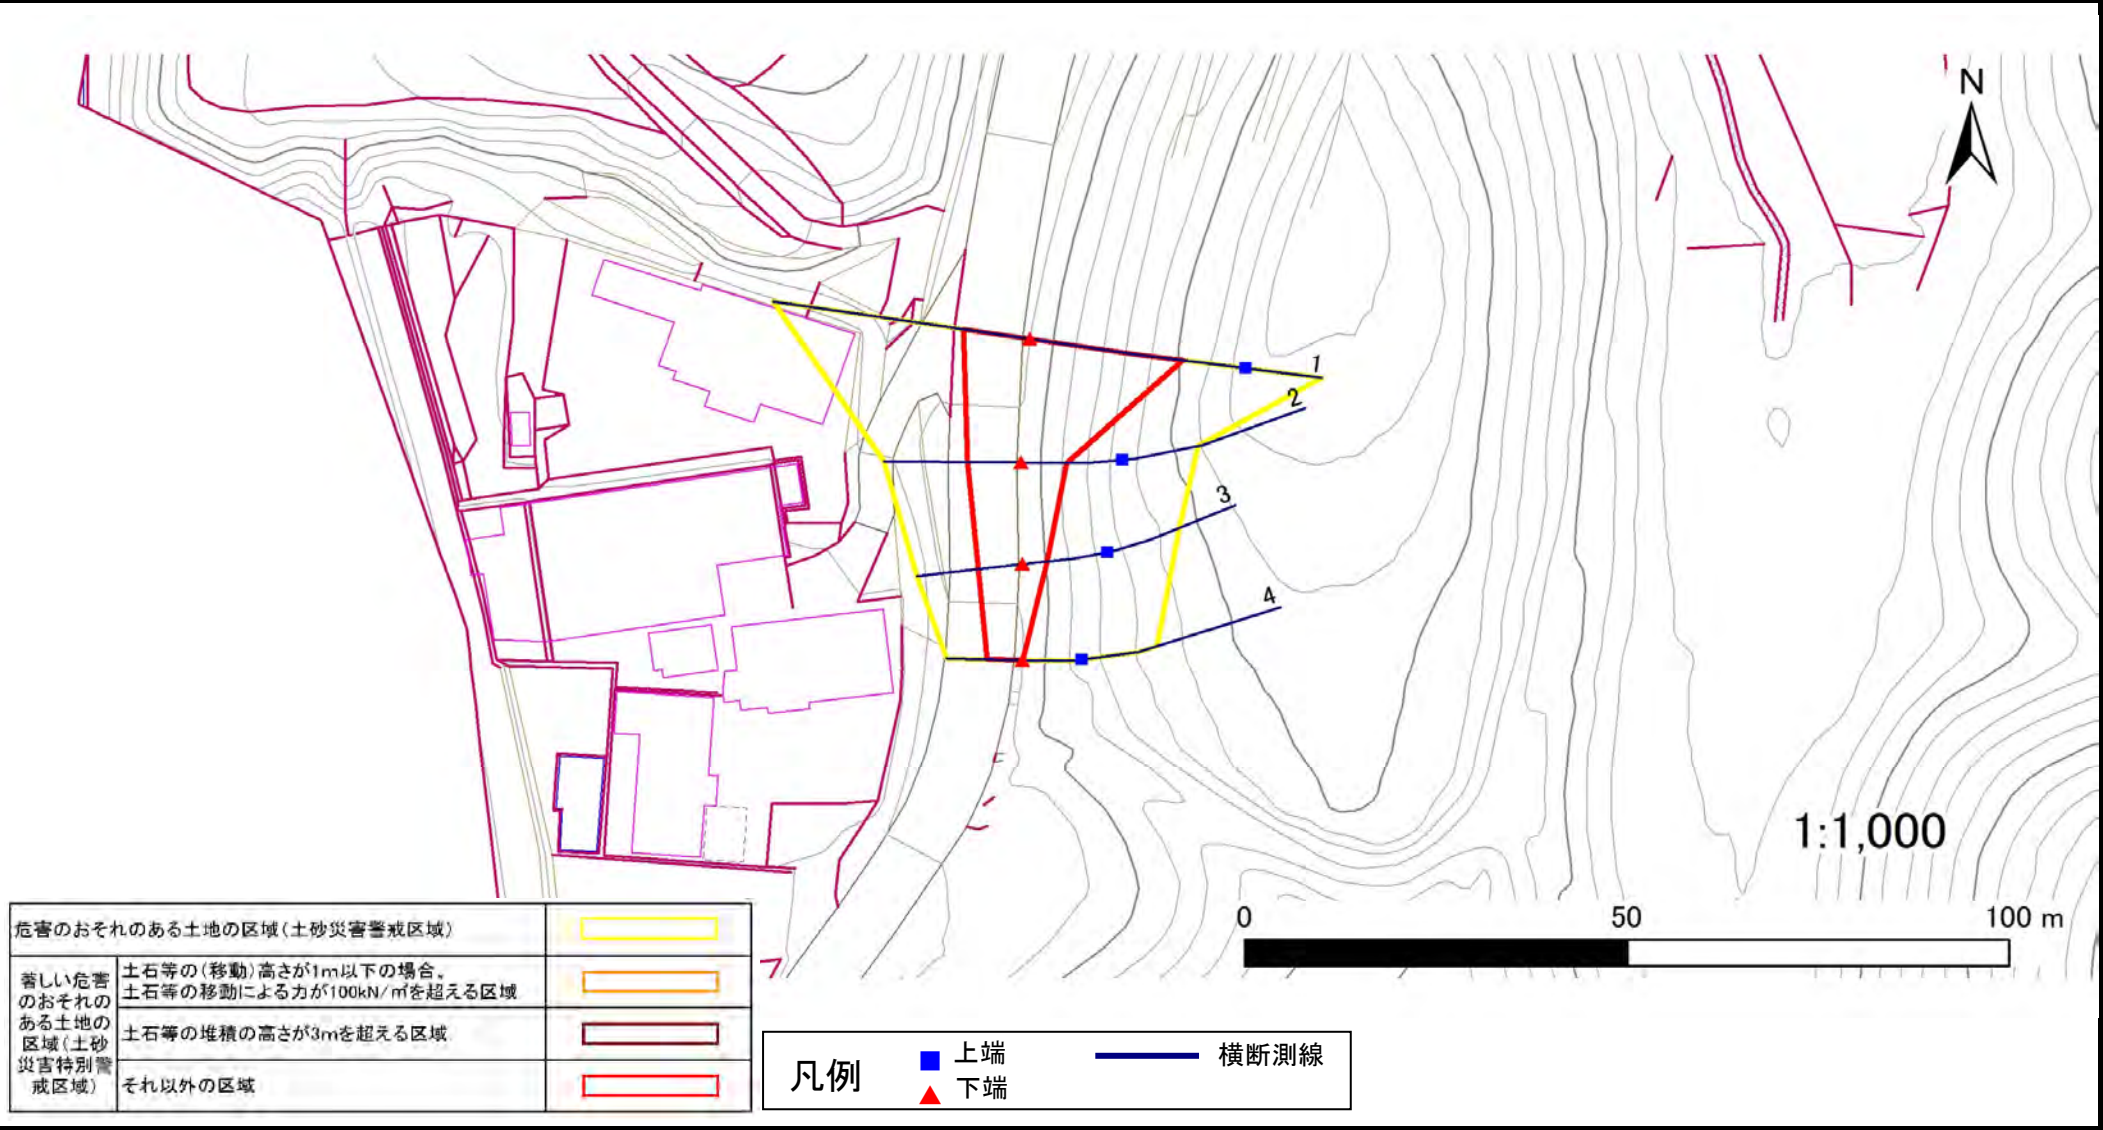 N
1
2
3
4
1:1,000
0 50 100 m
危害のおそれのある土地の区域(土砂災害警戒区域)
著しい危害
のおそれの
ある土地の
区域(土砂
災害特別警
戒区域)
土石等の(移動)高さが1m以下の場合、
土石等の移動による力が100kN/㎡を超える区域
土石等の堆積の高さが3mを超える区域
それ以外の区域
凡例
上端
下端
横断測線